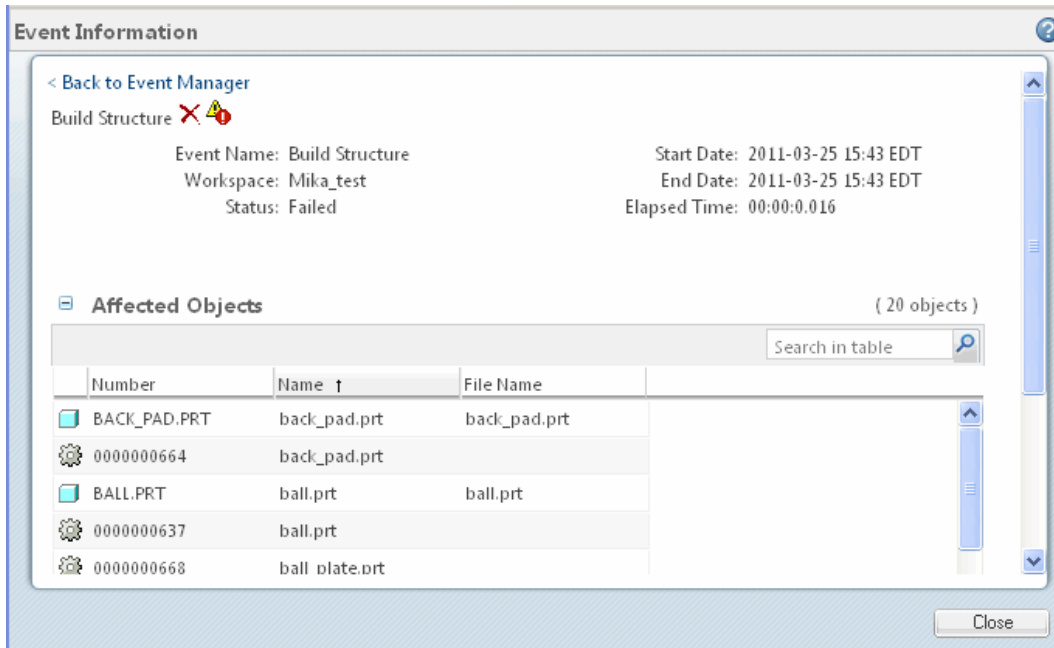 Event Information
< Back to Event Manager
Build Structure
Event Name: Build Structure Start Date: 2011-03-25 15:43 EDT
Workspace: Mika_test End Date: 2011-03-25 15:43 EDT
Status: Failed Elapsed Time: 00:00:0.016
Affected Objects ( 20 objects )
Search in table
Number Name ↑ File Name
BACK_PAD.PRT back_pad.prt back_pad.prt
0000000664 back_pad.prt
BALL.PRT ball.prt ball.prt
0000000637 ball.prt
0000000668 ball_plate.prt
Close